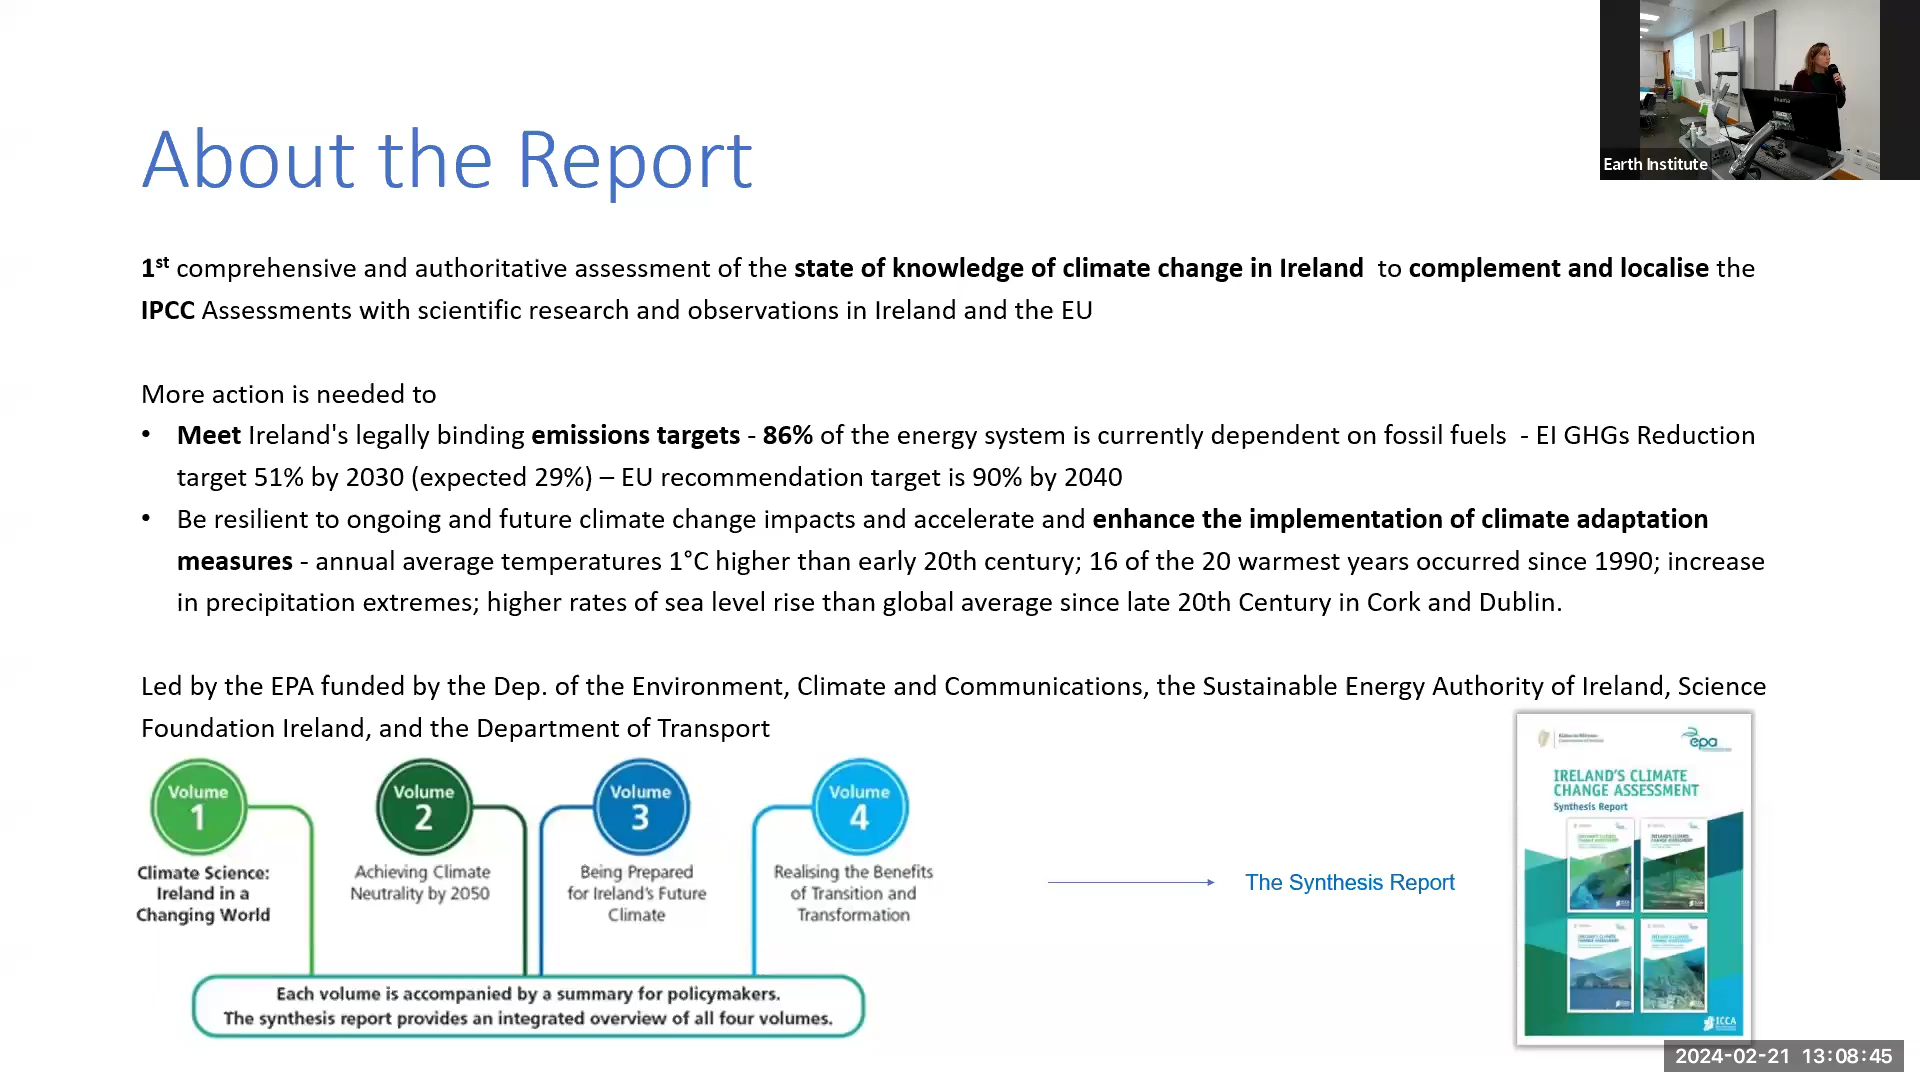 Earth Institute
About the Report
1st comprehensive and authoritative assessment of the state of knowledge of climate change in Ireland to complement and localise the
IPCC Assessments with scientific research and observations in Ireland and the EU
More action is needed to
• Meet Ireland's legally binding emissions targets - 86% of the energy system is currently dependent on fossil fuels - EI GHGs Reduction
target 51% by 2030 (expected 29%) – EU recommendation target is 90% by 2040
• Be resilient to ongoing and future climate change impacts and accelerate and enhance the implementation of climate adaptation
measures - annual average temperatures 1°C higher than early 20th century; 16 of the 20 warmest years occurred since 1990; increase
in precipitation extremes; higher rates of sea level rise than global average since late 20th Century in Cork and Dublin.
Led by the EPA funded by the Dep. of the Environment, Climate and Communications, the Sustainable Energy Authority of Ireland, Science
Foundation Ireland, and the Department of Transport
Volume
1
Climate Science:
Ireland in a
Changing World
Volume
2
Achieving Climate
Neutrality by 2050
Volume
3
Being Prepared
for Ireland's Future
Climate
Volume
4
Realising the Benefits
of Transition and
Transformation
Each volume is accompanied by a summary for policymakers.
The synthesis report provides an integrated overview of all four volumes.
The Synthesis Report
epa
IRELAND'S CLIMATE
CHANGE ASSESSMENT
Synthesis Report
ICCA
2024-02-21 13:08:45